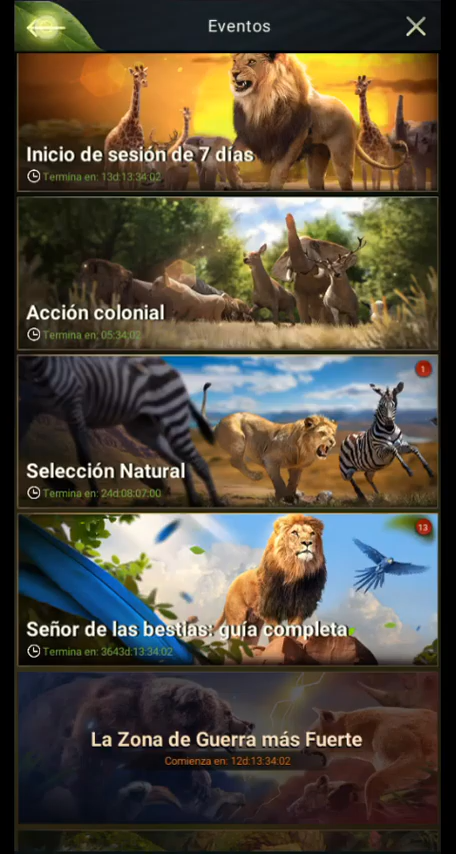 Eventos
Inicio de sesión de 7 días
Termina en: 13d:13:34:02
Acción colonial
Termina en: 05:34:02
1
Selección Natural
Termina en: 24d:08:07:00
13
Señor de las bestias: guía completa
Termina en: 3643d:13:34:02
La Zona de Guerra más Fuerte
Comienza en: 12d:13:34:02